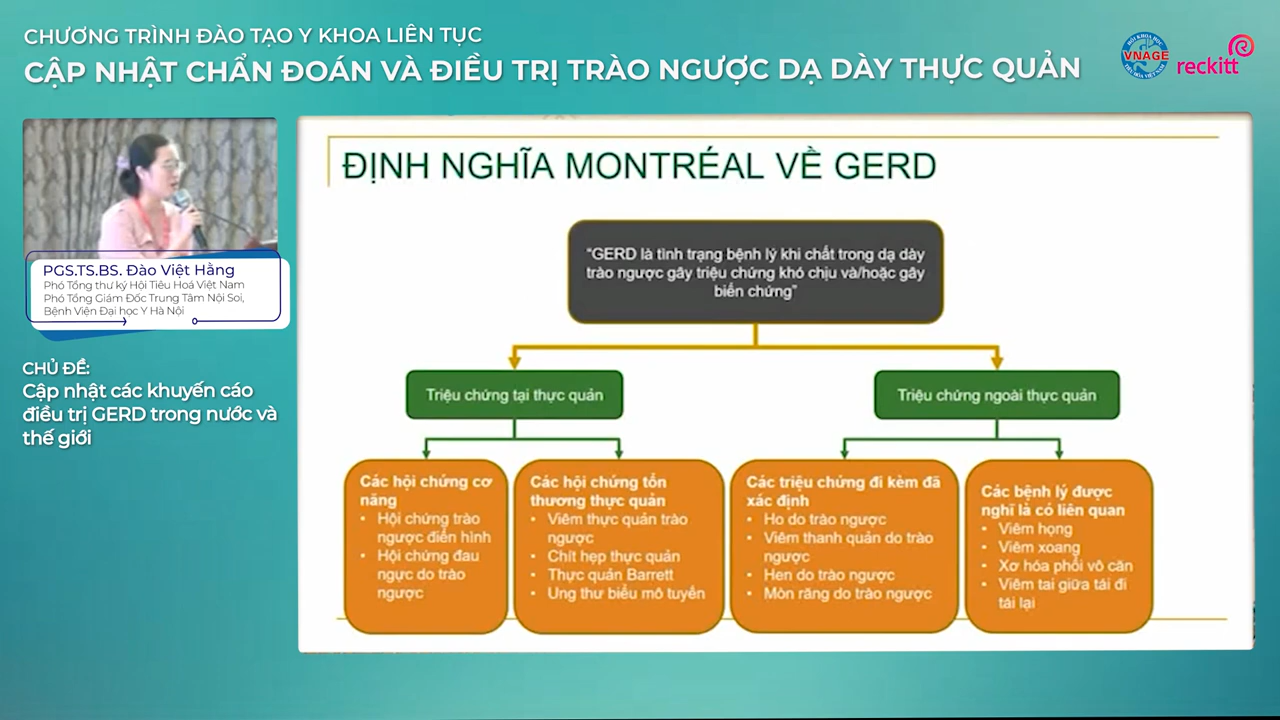 CHƯƠNG TRÌNH ĐÀO TẠO Y KHOA LIÊN TỤC
CẬP NHẬT CHẨN ĐOÁN VÀ ĐIỀU TRỊ TRÀO NGƯỢC DẠ DÀY THỰC QUẢN
HỘI KHOA HỌC
VNAGE
TIÊU HÓA VIỆT NAM
reckitt
PGS.TS.BS. Đào Việt Hằng
Phó Tổng thư ký Hội Tiêu Hoá Việt Nam
Phó Tổng Giám Đốc Trung Tâm Nội Soi,
Bệnh Viện Đại học Y Hà Nội
CHỦ ĐỀ:
Cập nhật các khuyến cáo
điều trị GERD trong nước và
thế giới
ĐỊNH NGHĨA MONTRÉAL VỀ GERD
“GERD là tình trạng bệnh lý khi chất trong dạ dày
trào ngược gây triệu chứng khó chịu và/hoặc gây
biến chứng”
Triệu chứng tại thực quản
Triệu chứng ngoài thực quản
Các hội chứng cơ
năng
• Hội chứng trào
ngược điển hình
• Hội chứng đau
ngực do trào
ngược
Các hội chứng tổn
thương thực quản
• Viêm thực quản trào
ngược
• Chít hẹp thực quản
• Thực quản Barrett
• Ung thư biểu mô tuyến
Các triệu chứng đi kèm đã
xác định
• Ho do trào ngược
• Viêm thanh quản do trào
ngược
• Hen do trào ngược
• Mòn răng do trào ngược
Các bệnh lý được
nghĩ là có liên quan
• Viêm họng
• Viêm xoang
• Xơ hóa phổi vô căn
• Viêm tai giữa tái đi
tái lại